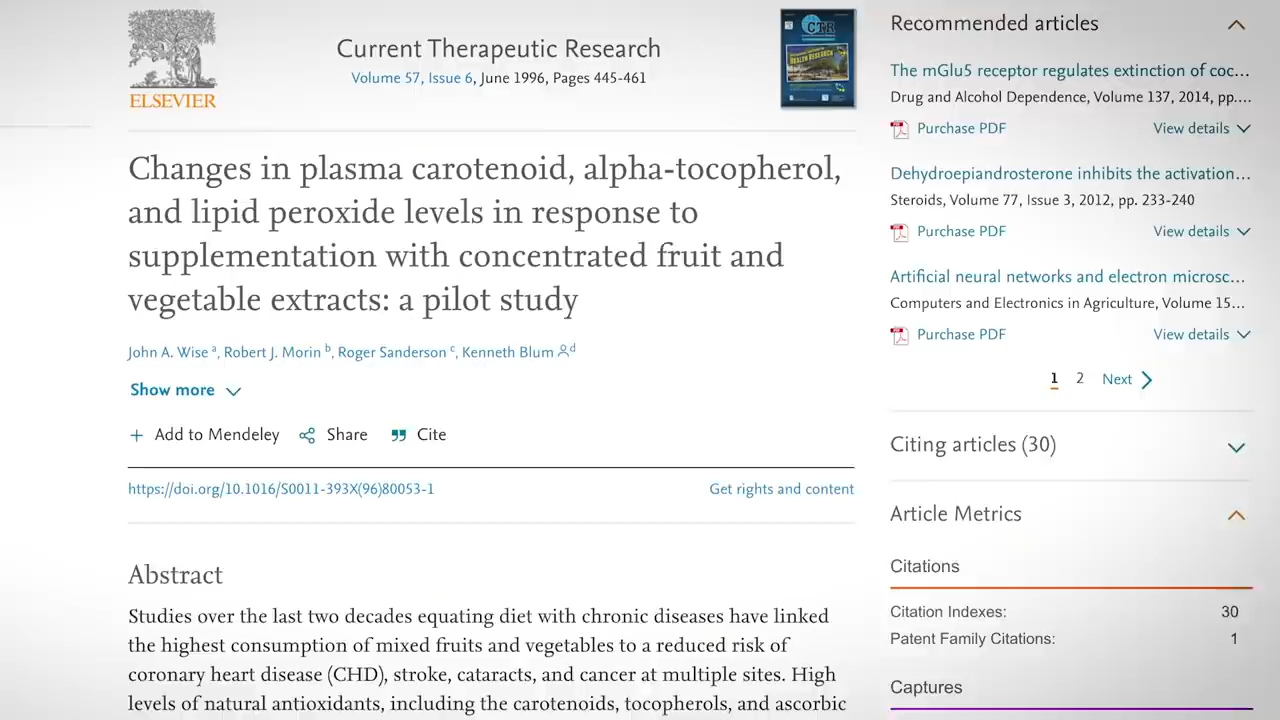 ELSEVIER
Current Therapeutic Research
Volume 57, Issue 6, June 1996, Pages 445-461
CTR
HEALTH RESEARCH
Changes in plasma carotenoid, alpha-tocopherol,
and lipid peroxide levels in response to
supplementation with concentrated fruit and
vegetable extracts: a pilot study
John A. Wise a, Robert J. Morin b, Roger Sanderson c, Kenneth Blum d
Show more
Add to Mendeley Share Cite
https://doi.org/10.1016/S0011-393X(96)80053-1 Get rights and content
Abstract
Studies over the last two decades equating diet with chronic diseases have linked
the highest consumption of mixed fruits and vegetables to a reduced risk of
coronary heart disease (CHD), stroke, cataracts, and cancer at multiple sites. High
levels of natural antioxidants, including the carotenoids, tocopherols, and ascorbic
Recommended articles
The mGlu5 receptor regulates extinction of coc...
Drug and Alcohol Dependence, Volume 137, 2014, pp....
Purchase PDF View details
Dehydroepiandrosterone inhibits the activation...
Steroids, Volume 77, Issue 3, 2012, pp. 233-240
Purchase PDF View details
Artificial neural networks and electron microsc...
Computers and Electronics in Agriculture, Volume 15...
Purchase PDF View details
1 2 Next
Citing articles (30)
Article Metrics
Citations
Citation Indexes: 30
Patent Family Citations: 1
Captures